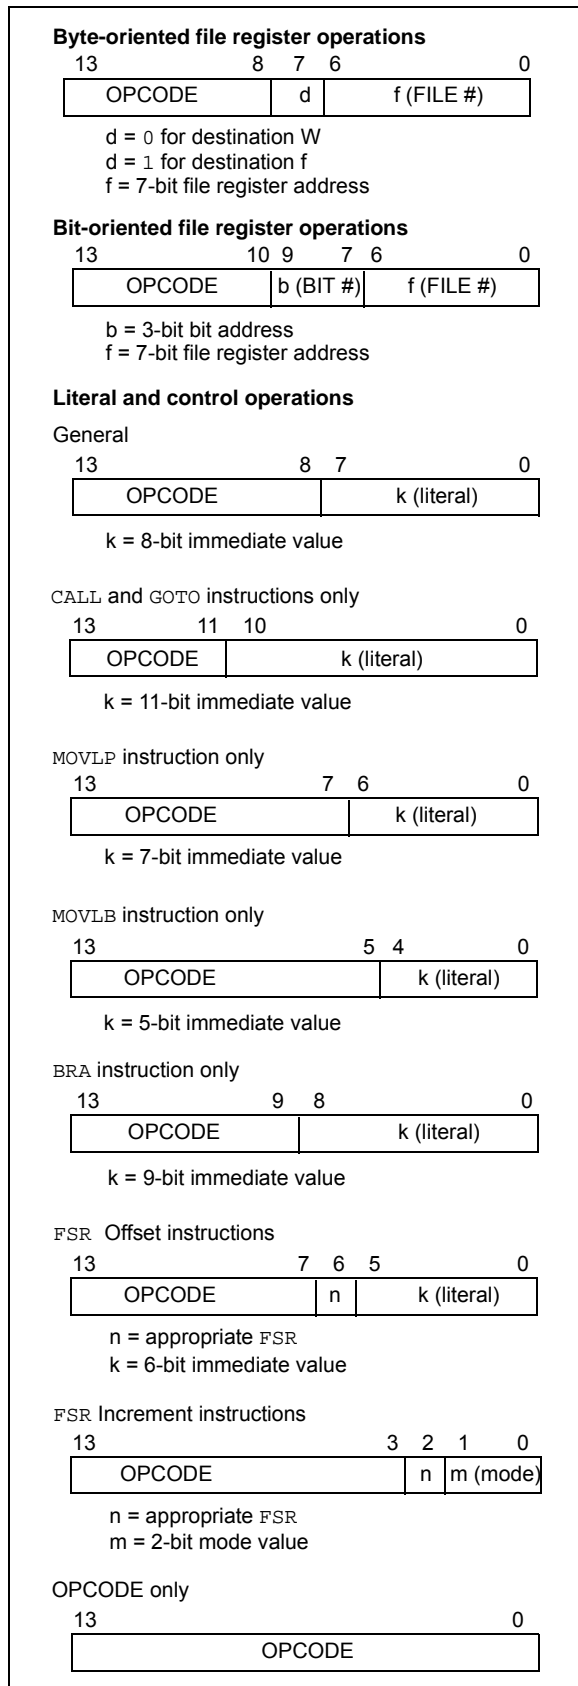 Byte-oriented file register operations
13 8 7 6 0
OPCODE d f (FILE #)
d = 0 for destination W
d = 1 for destination f
f = 7-bit file register address
Bit-oriented file register operations
13 10 9 7 6 0
OPCODE b (BIT #) f (FILE #)
b = 3-bit bit address
f = 7-bit file register address
Literal and control operations
General
13 8 7 0
OPCODE k (literal)
k = 8-bit immediate value
CALL and GOTO instructions only
13 11 10 0
OPCODE k (literal)
k = 11-bit immediate value
MOVLP instruction only
13 7 6 0
OPCODE k (literal)
k = 7-bit immediate value
MOVLB instruction only
13 5 4 0
OPCODE k (literal)
k = 5-bit immediate value
BRA instruction only
13 9 8 0
OPCODE k (literal)
k = 9-bit immediate value
FSR Offset instructions
13 7 6 5 0
OPCODE n k (literal)
n = appropriate FSR
k = 6-bit immediate value
FSR Increment instructions
13 3 2 1 0
OPCODE n m (mode)
n = appropriate FSR
m = 2-bit mode value
OPCODE only
13 0
OPCODE